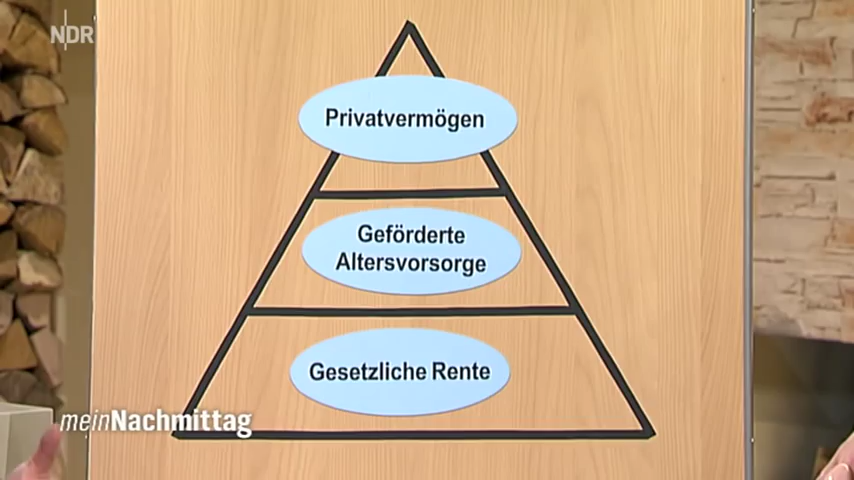 NDR
Privatvermögen
Geförderte
Altersvorsorge
Gesetzliche Rente
meinNachmittag